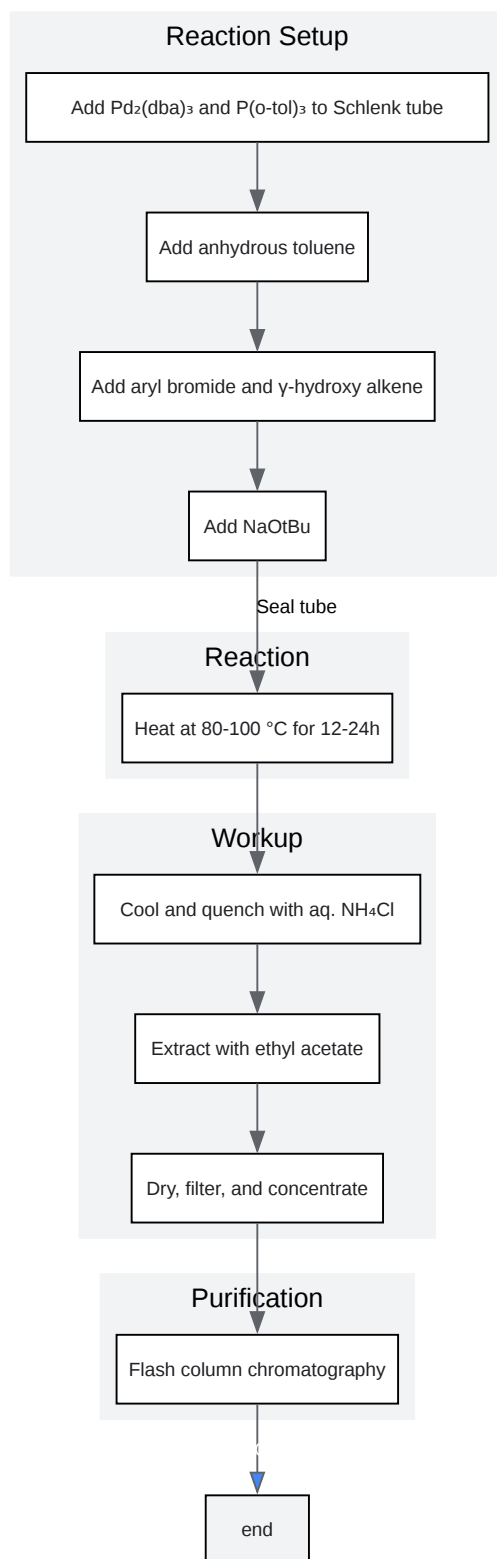 Reaction Setup
Add Pd₂(dba)₃ and P(o-tol)₃ to Schlenk tube
Add anhydrous toluene
Add aryl bromide and γ-hydroxy alkene
Add NaOtBu
Seal tube
Reaction
Heat at 80-100 °C for 12-24h
Workup
Cool and quench with aq. NH₄Cl
Extract with ethyl acetate
Dry, filter, and concentrate
Purification
Flash column chromatography
end